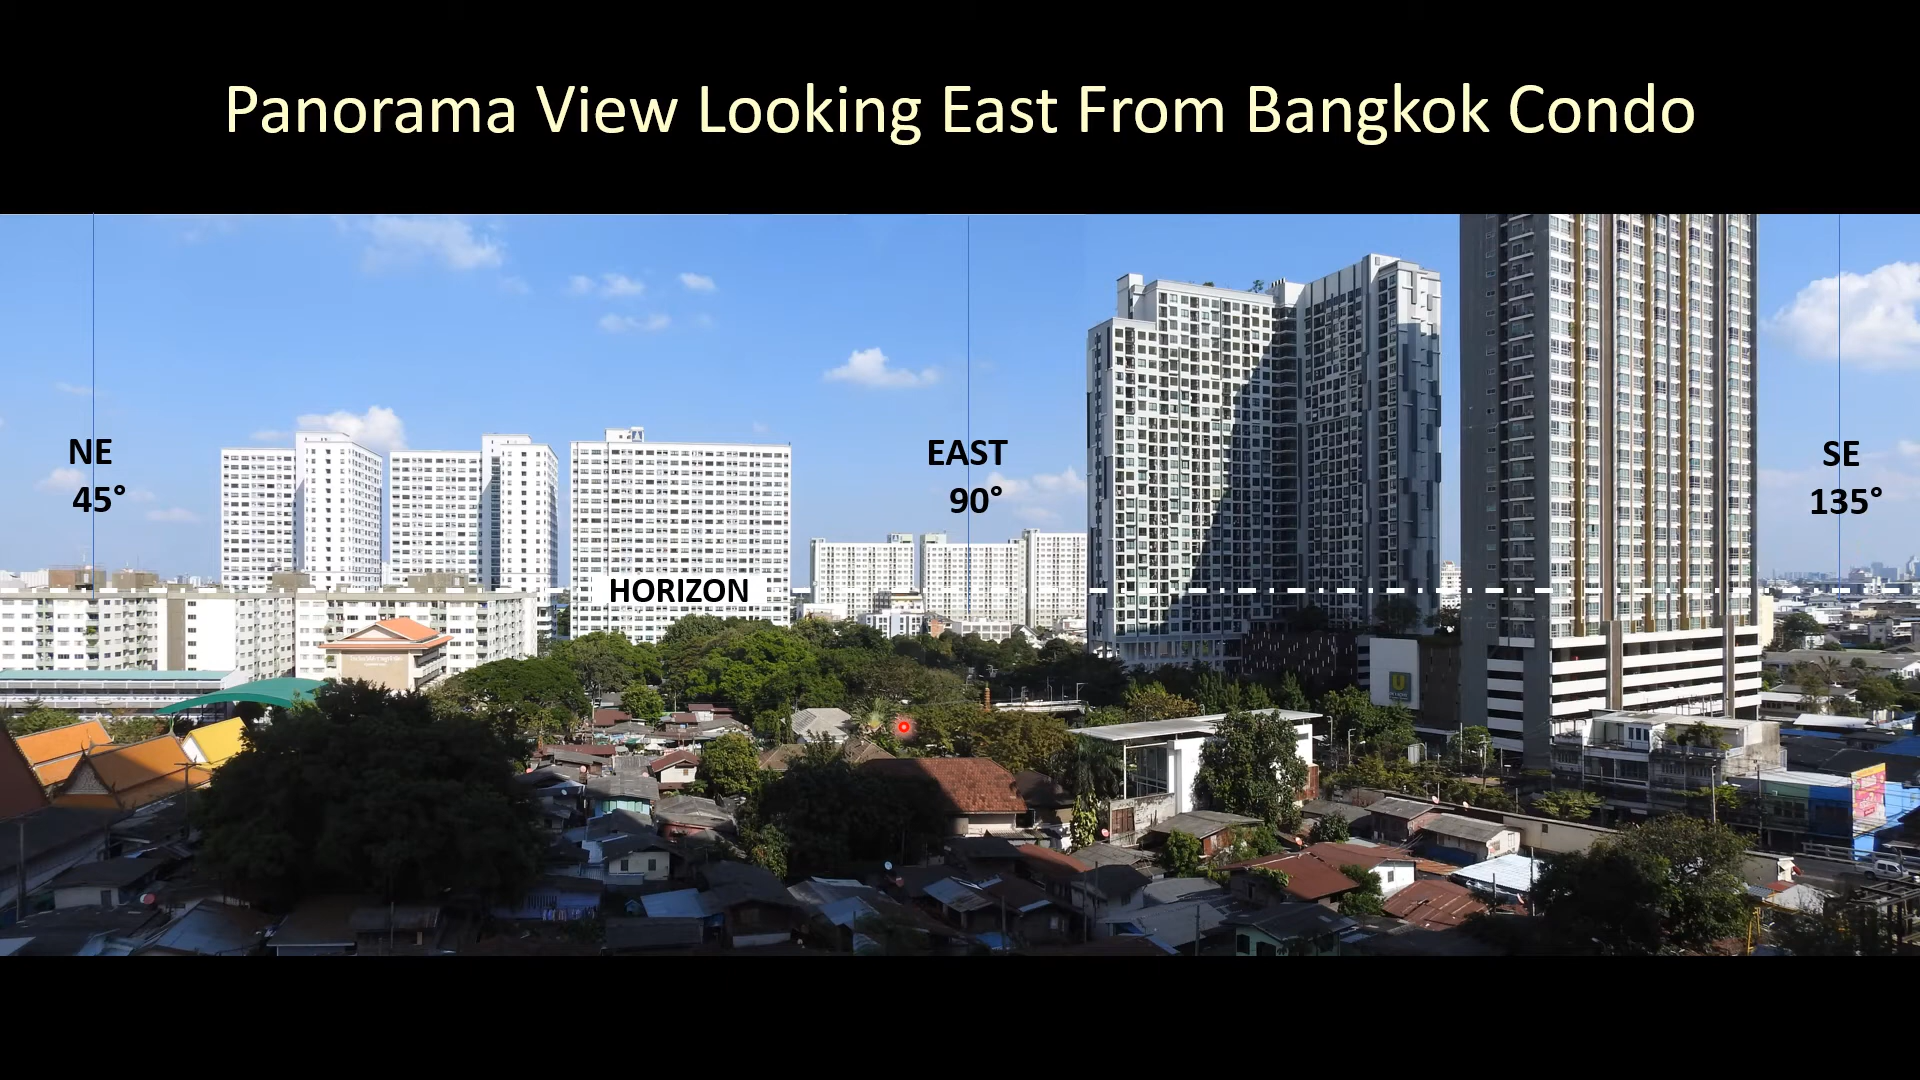 Panorama View Looking East From Bangkok Condo
NE
45°
EAST
90°
SE
135°
HORIZON
U